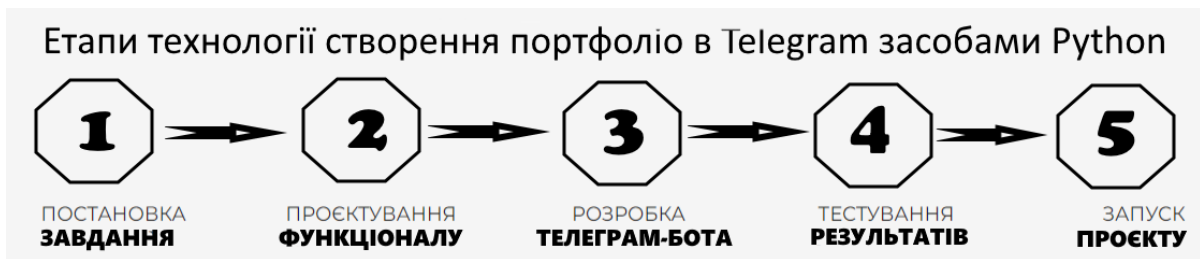 Етапи технології створення портфоліо в Telegram засобами Python
1
2
3
4
5
ПОСТАНОВКА
ЗАВДАННЯ
ПРОЄКТУВАННЯ
ФУНКЦІОНАЛУ
РОЗРОБКА
ТЕЛЕГРАМ-БОТА
ТЕСТУВАННЯ
РЕЗУЛЬТАТІВ
ЗАПУСК
ПРОЄКТУ